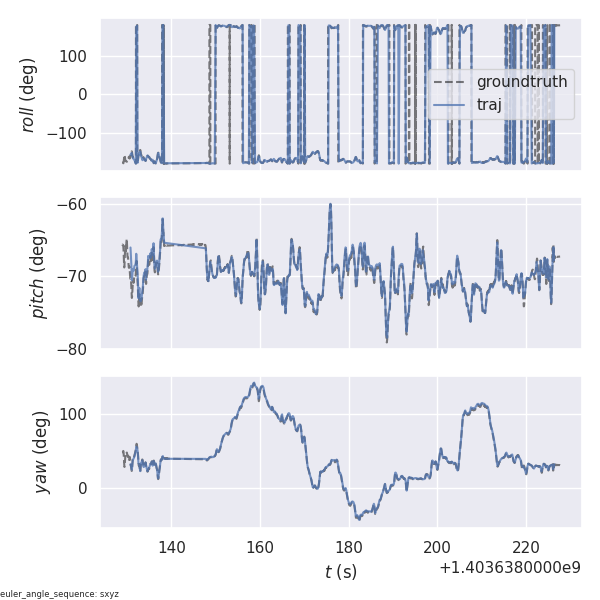 100
0
−100
roll (deg)
groundtruth
traj
−60
−70
−80
pitch (deg)
100
0
yaw (deg)
140
160
180
200
220
t (s)
+1.4036380000e9
euler_angle_sequence: sxyz